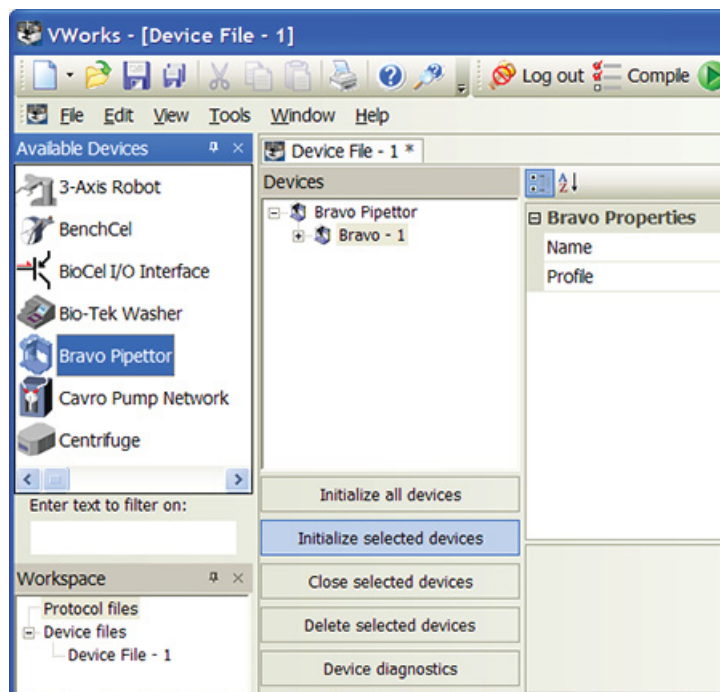 VWorks - [Device File - 1]
Log out Compile
File Edit View Tools Window Help
Available Devices
3-Axis Robot
BenchCel
BioCel I/O Interface
Bio-Tek Washer
Bravo Pipettor
Cavro Pump Network
Centrifuge
Enter text to filter on:
Workspace
Protocol files
Device files
Device File - 1
Device File - 1 *
Devices
Bravo Pipettor
Bravo - 1
Initialize all devices
Initialize selected devices
Close selected devices
Delete selected devices
Device diagnostics
A Z
Bravo Properties
Name
Profile